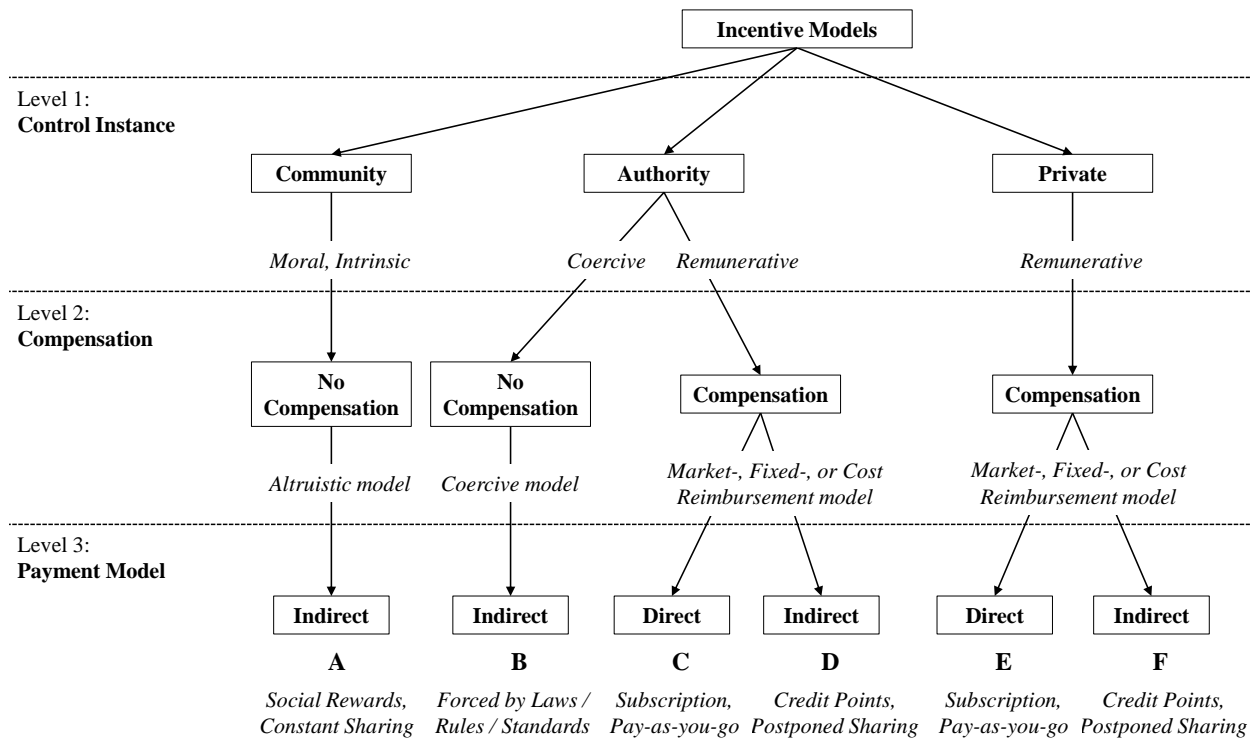 Incentive Models
Level 1:
Control Instance
Community
Authority
Private
Moral, Intrinsic
Coercive
Remunerative
Remunerative
Level 2:
Compensation
No
Compensation
No
Compensation
Compensation
Compensation
Altruistic model
Coercive model
Market-, Fixed-, or Cost
Reimbursement model
Market-, Fixed-, or Cost
Reimbursement model
Level 3:
Payment Model
Indirect
Indirect
Direct
Indirect
Direct
Indirect
A
B
C
D
E
F
Social Rewards,
Constant Sharing
Forced by Laws /
Rules / Standards
Subscription,
Pay-as-you-go
Credit Points,
Postponed Sharing
Subscription,
Pay-as-you-go
Credit Points,
Postponed Sharing